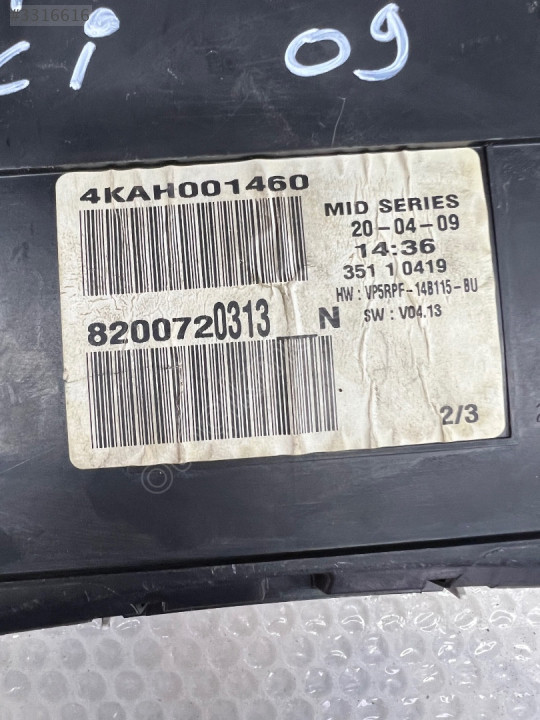 #3316616
ci 09
4KAH001460
MID SERIES
20-04-09
14:36
351 1 0419
HW : VP5RPF-14B115-BU
SW : V04.13
8200720313 N
2/3